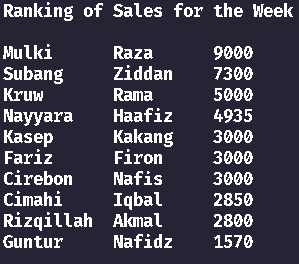 Ranking of Sales for the Week
Mulki Raza 9000
Subang Ziddan 7300
Kruw Rama 5000
Nayyara Haafiz 4935
Kasep Kakang 3000
Fariz Firon 3000
Cirebon Nafis 3000
Cimahi Iqbal 2850
Rizqillah Akmal 2800
Guntur Nafidz 1570